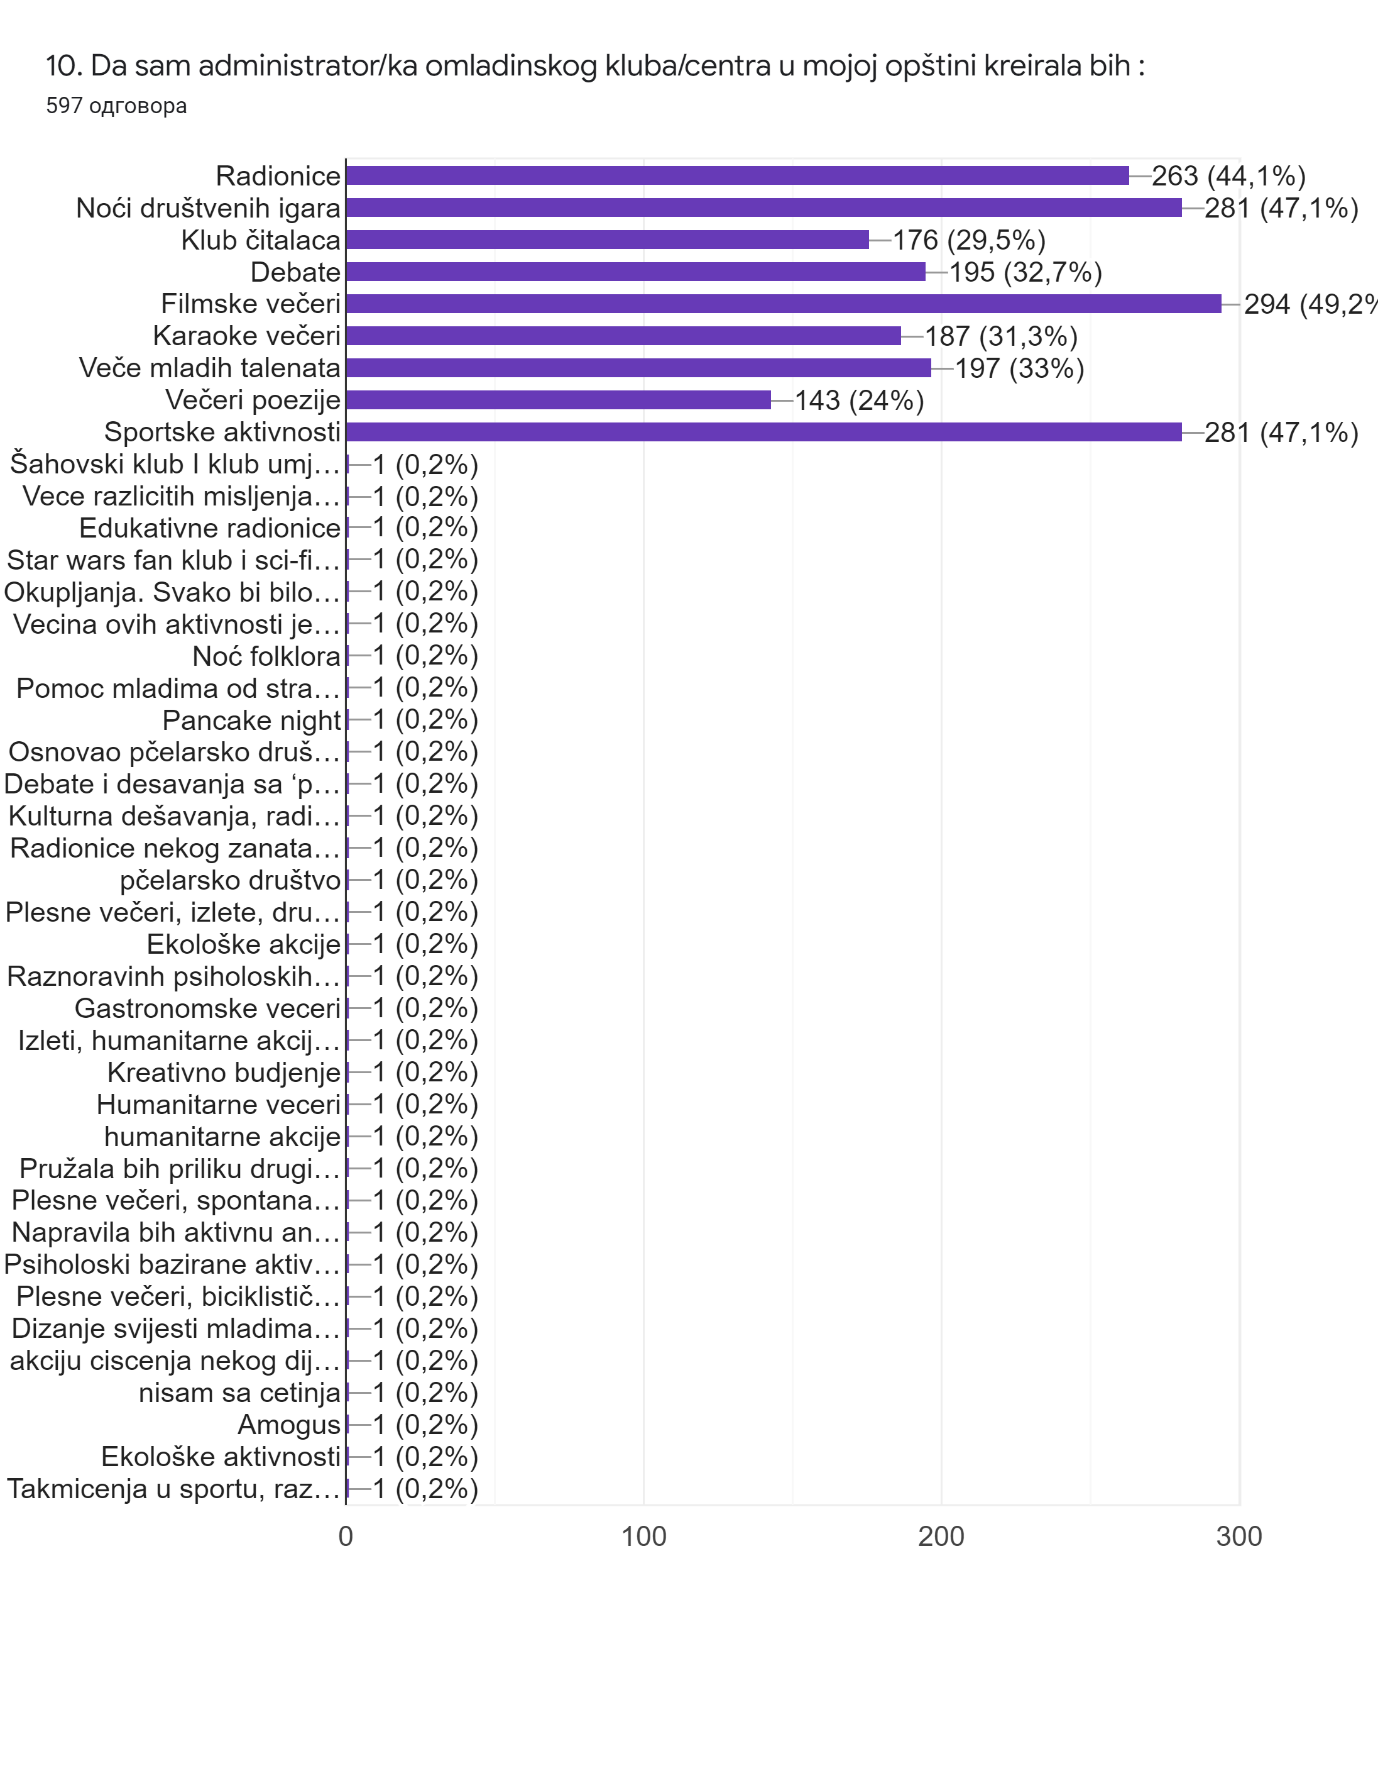 10. Da sam administrator/ka omladinskog kluba/centra u mojoj opštini kreirala bih :
597 одговора
Radionice 263 (44,1%)
Noći društvenih igara 281 (47,1%)
Klub čitalaca 176 (29,5%)
Debate 195 (32,7%)
Filmske večeri 294 (49,2%
Karaoke večeri 187 (31,3%)
Veče mladih talenata 197 (33%)
Večeri poezije 143 (24%)
Sportske aktivnosti 281 (47,1%)
Šahovski klub I klub umj… 1 (0,2%)
Vece razlicitih misljenja… 1 (0,2%)
Edukativne radionice 1 (0,2%)
Star wars fan klub i sci-fi… 1 (0,2%)
Okupljanja. Svako bi bilo… 1 (0,2%)
Vecina ovih aktivnosti je… 1 (0,2%)
Noć folklora 1 (0,2%)
Pomoc mladima od stra… 1 (0,2%)
Pancake night 1 (0,2%)
Osnovao pčelarsko druš… 1 (0,2%)
Debate i desavanja sa ‘p… 1 (0,2%)
Kulturna dešavanja, radi… 1 (0,2%)
Radionice nekog zanata… 1 (0,2%)
pčelarsko društvo 1 (0,2%)
Plesne večeri, izlete, dru… 1 (0,2%)
Ekološke akcije 1 (0,2%)
Raznoravinh psiholoskih… 1 (0,2%)
Gastronomske veceri 1 (0,2%)
Izleti, humanitarne akcij… 1 (0,2%)
Kreativno budjenje 1 (0,2%)
Humanitarne veceri 1 (0,2%)
humanitarne akcije 1 (0,2%)
Pružala bih priliku drugi… 1 (0,2%)
Plesne večeri, spontana… 1 (0,2%)
Napravila bih aktivnu an… 1 (0,2%)
Psiholoski bazirane aktiv… 1 (0,2%)
Plesne večeri, biciklistič… 1 (0,2%)
Dizanje svijesti mladima… 1 (0,2%)
akciju ciscenja nekog dij… 1 (0,2%)
nisam sa cetinja 1 (0,2%)
Amogus 1 (0,2%)
Ekološke aktivnosti 1 (0,2%)
Takmicenja u sportu, raz… 1 (0,2%)
0 100 200 300